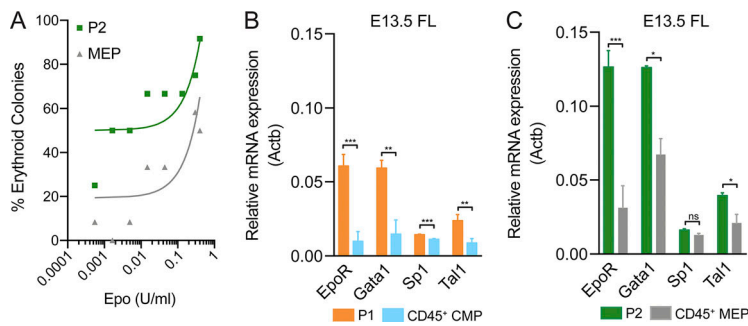 A
P2
MEP
% Erythroid Colonies
100
80
60
40
20
0
0.0001
0.001
0.01
0.1
1
Epo (U/ml)
B
E13.5 FL
Relative mRNA expression
(Actb)
0.15
0.10
0.05
0.00
***
**
***
**
EpoR
Gata1
Sp1
Tal1
P1
CD45⁺ CMP
C
E13.5 FL
Relative mRNA expression
(Actb)
0.15
0.10
0.05
0.00
***
*
ns
*
EpoR
Gata1
Sp1
Tal1
P2
CD45⁺ MEP